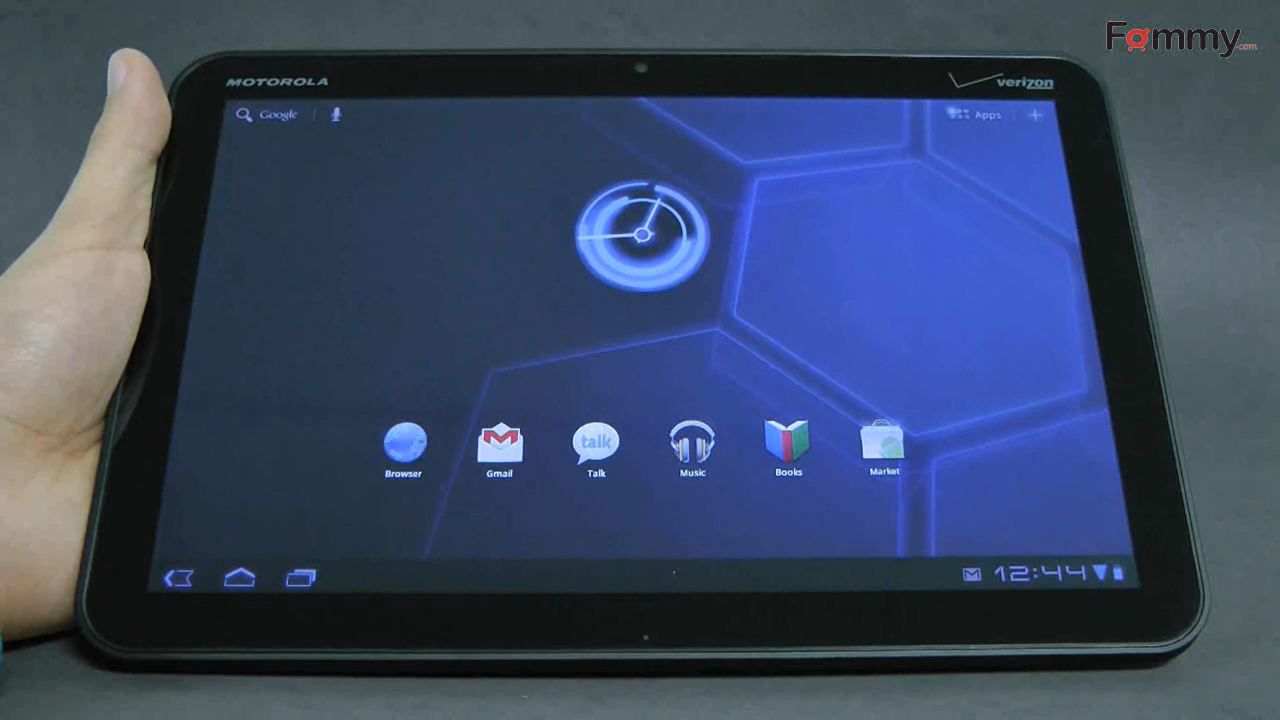 Fommy.com
MOTOROLA
verizon
Google
Apps
talk
Browser
Gmail
Talk
Music
Books
Market
12:44